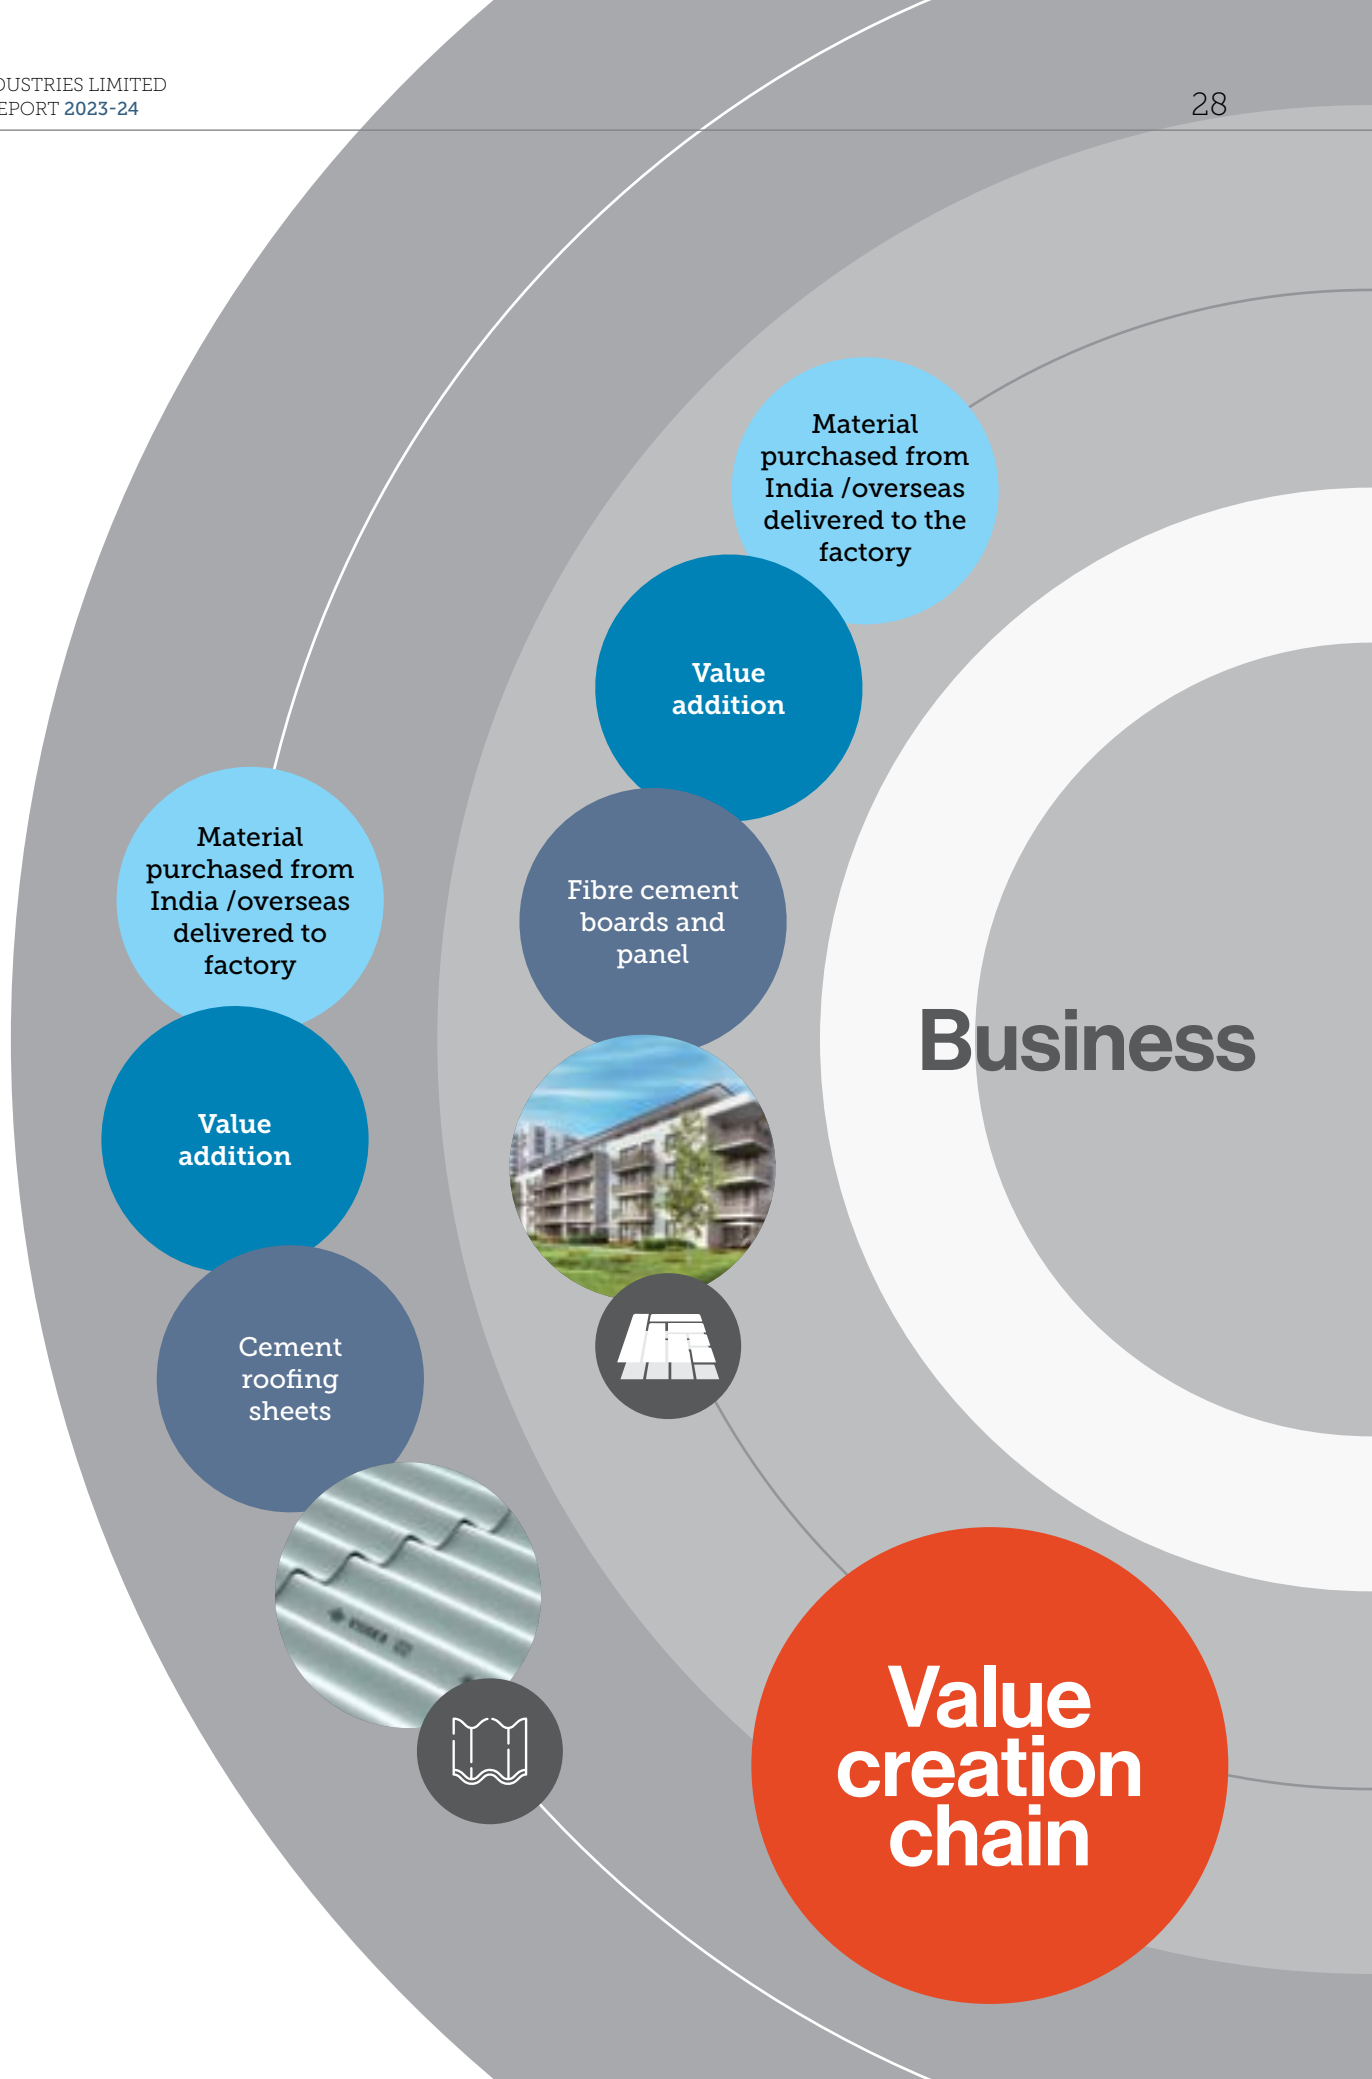 DUSTRIES LIMITED
EPORT 2023-24
28
Material
purchased from
India /overseas
delivered to the
factory
Value
addition
Fibre cement
boards and
panel
Material
purchased from
India /overseas
delivered to
factory
Value
addition
Cement
roofing
sheets
Business
Value
creation
chain